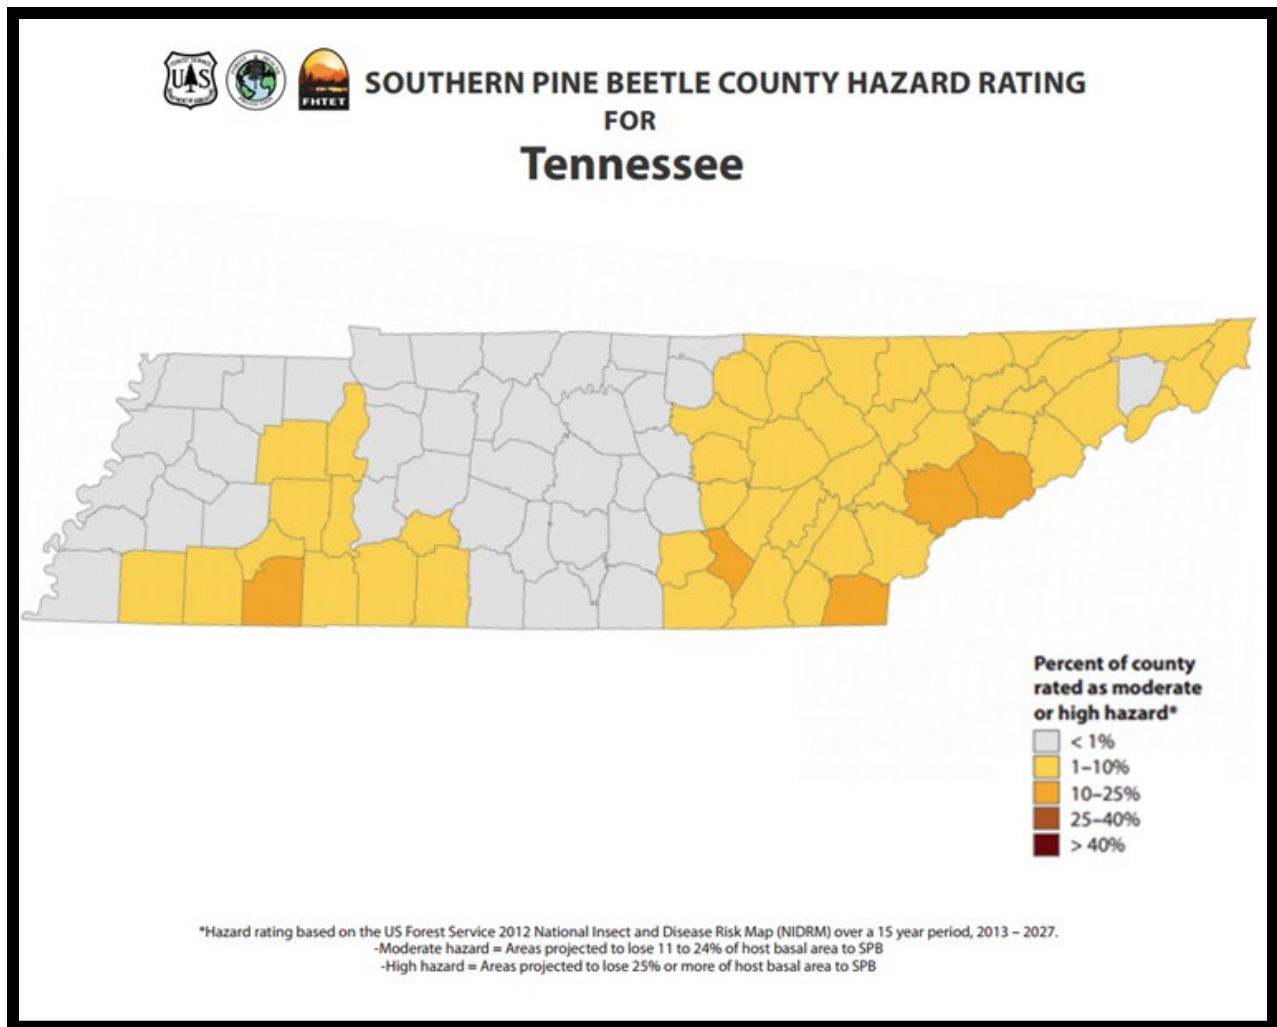 UAS
FHTET
SOUTHERN PINE BEETLE COUNTY HAZARD RATING
FOR
Tennessee
Percent of county
rated as moderate
or high hazard*
< 1%
1–10%
10–25%
25–40%
> 40%
*Hazard rating based on the US Forest Service 2012 National Insect and Disease Risk Map (NIDRM) over a 15 year period, 2013 – 2027.
-Moderate hazard = Areas projected to lose 11 to 24% of host basal area to SPB
-High hazard = Areas projected to lose 25% or more of host basal area to SPB